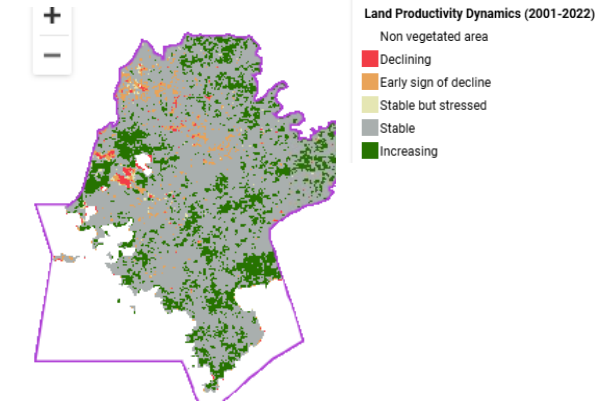 +
−
Land Productivity Dynamics (2001-2022)
Non vegetated area
Declining
Early sign of decline
Stable but stressed
Stable
Increasing